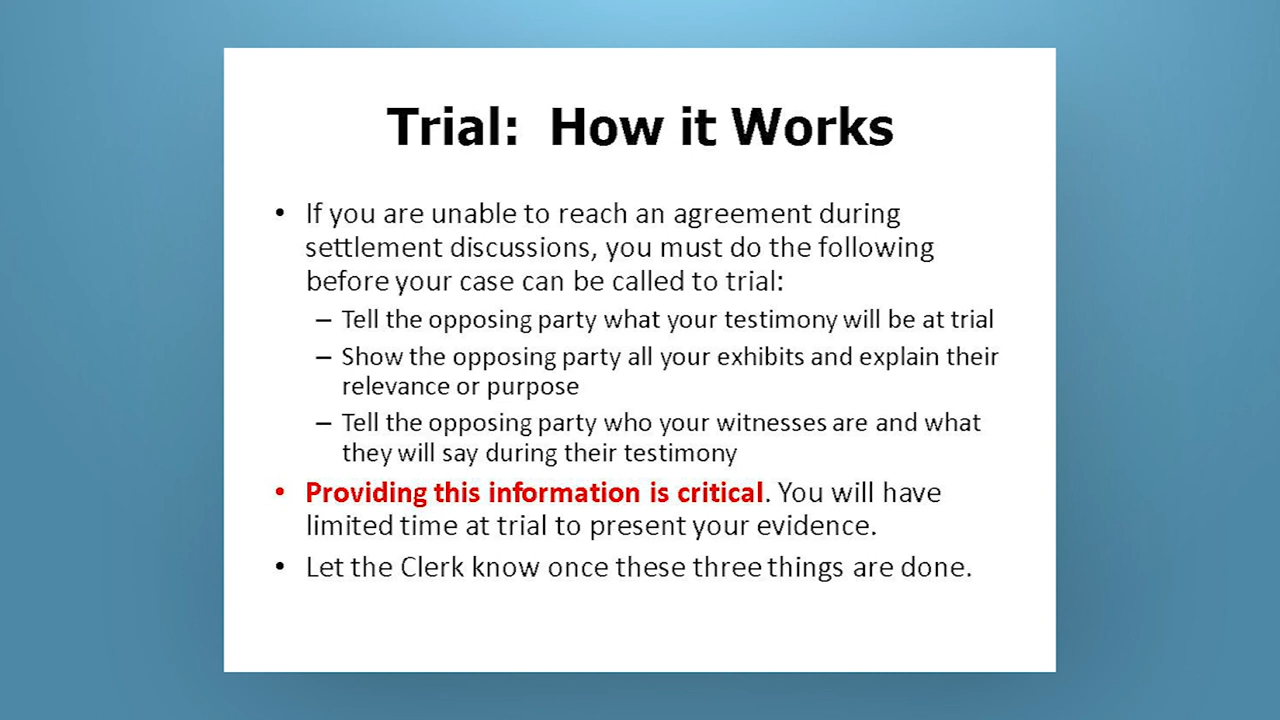 Trial: How it Works
• If you are unable to reach an agreement during
settlement discussions, you must do the following
before your case can be called to trial:
– Tell the opposing party what your testimony will be at trial
– Show the opposing party all your exhibits and explain their
relevance or purpose
– Tell the opposing party who your witnesses are and what
they will say during their testimony
• Providing this information is critical. You will have
limited time at trial to present your evidence.
• Let the Clerk know once these three things are done.